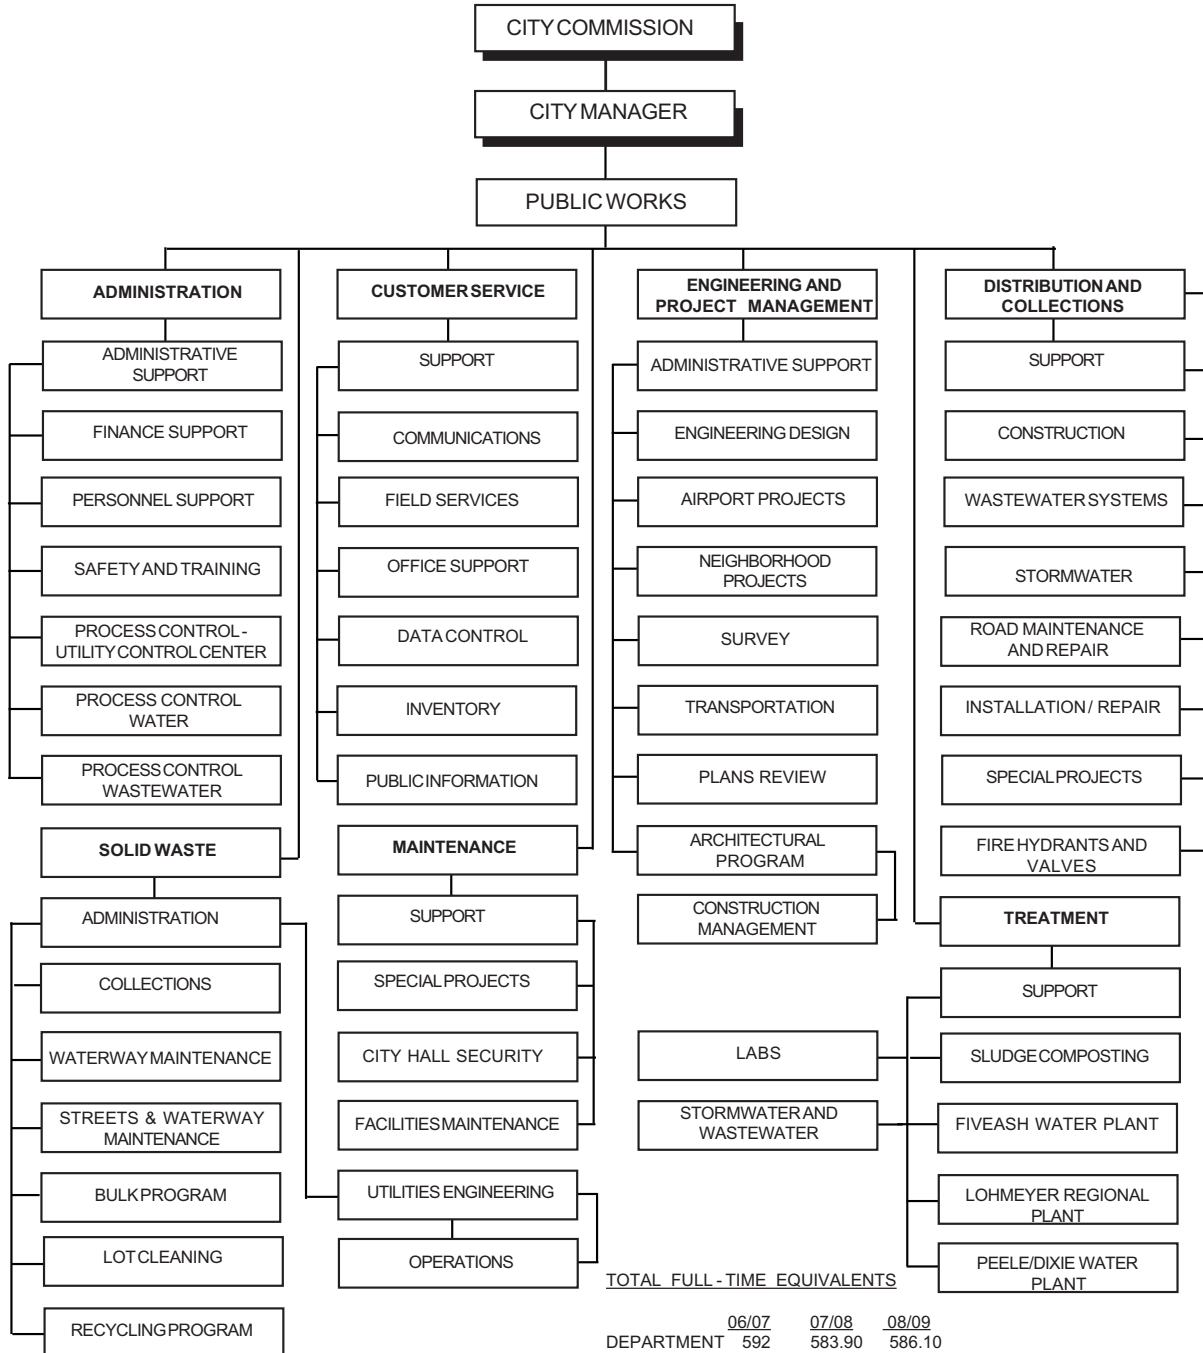 CITY COMMISSION
CITY MANAGER
PUBLIC WORKS
ADMINISTRATION
ADMINISTRATIVE
SUPPORT
FINANCE SUPPORT
PERSONNEL SUPPORT
SAFETY AND TRAINING
PROCESS CONTROL -
UTILITY CONTROL CENTER
PROCESS CONTROL
WATER
PROCESS CONTROL
WASTEWATER
CUSTOMER SERVICE
SUPPORT
COMMUNICATIONS
FIELD SERVICES
OFFICE SUPPORT
DATA CONTROL
INVENTORY
PUBLIC INFORMATION
ENGINEERING AND
PROJECT MANAGEMENT
ADMINISTRATIVE SUPPORT
ENGINEERING DESIGN
AIRPORT PROJECTS
NEIGHBORHOOD
PROJECTS
SURVEY
TRANSPORTATION
PLANS REVIEW
ARCHITECTURAL
PROGRAM
CONSTRUCTION
MANAGEMENT
DISTRIBUTION AND
COLLECTIONS
SUPPORT
CONSTRUCTION
WASTEWATER SYSTEMS
STORMWATER
ROAD MAINTENANCE
AND REPAIR
INSTALLATION / REPAIR
SPECIAL PROJECTS
FIRE HYDRANTS AND
VALVES
SOLID WASTE
ADMINISTRATION
COLLECTIONS
WATERWAY MAINTENANCE
STREETS & WATERWAY
MAINTENANCE
BULK PROGRAM
LOT CLEANING
RECYCLING PROGRAM
MAINTENANCE
SUPPORT
SPECIAL PROJECTS
CITY HALL SECURITY
FACILITIES MAINTENANCE
UTILITIES ENGINEERING
OPERATIONS
TREATMENT
SUPPORT
LABS
SLUDGE COMPOSTING
STORMWATER AND
WASTEWATER
FIVEASH WATER PLANT
LOHMEYER REGIONAL
PLANT
PEELE/DIXIE WATER
PLANT
TOTAL FULL - TIME EQUIVALENTS
06/07 07/08 08/09
DEPARTMENT 592 583.90 586.10